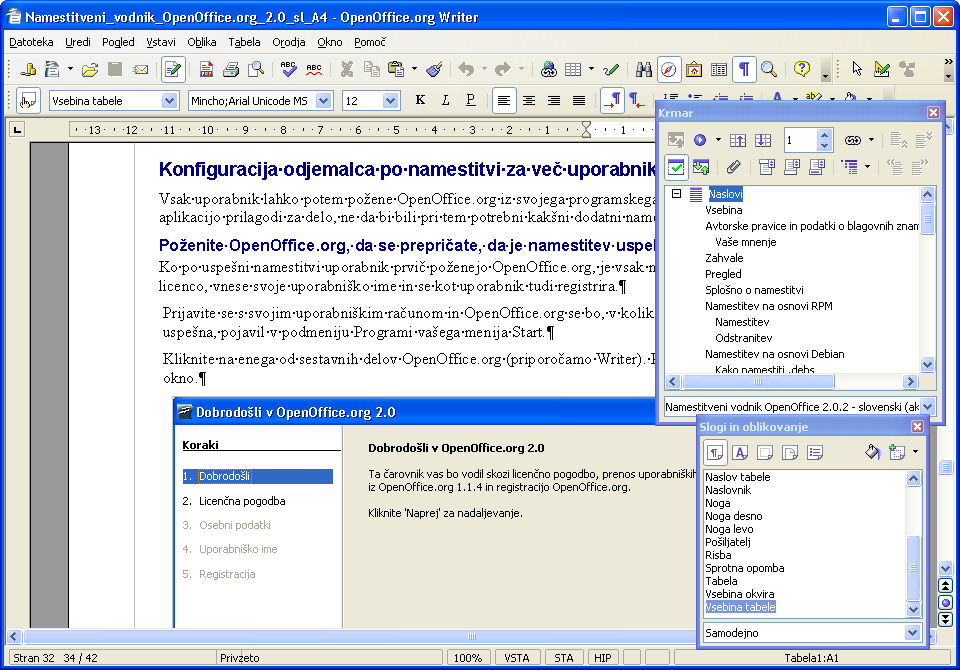 Namestitveni_vodnik_OpenOffice.org_2.0_sl_A4 - OpenOffice.org Writer
Datoteka Uredi Pogled Vstavi Oblika Tabela Orodja Okno Pomoč
Vsebina tabele Mincho;Arial Unicode MS 12 K L P
13 12 11 10 9 8 7 6 5 4 3 2 1 1
Konfiguracija·odjemalca·po·namestitvi·za·več·uporabnik
Vsak·uporabnik·lahko·potem·požene·OpenOffice.org·iz·svojega·programskega
aplikacijo·prilagodi·za·delo,·ne·da·bi·bili·pri·tem·potrebni·kakšni·dodatni·nam
Poženite·OpenOffice.org,·da·se·prepričate,·da·je·namestitev·uspel
Ko·po·uspešni·namestitvi·uporabnik·prvič·poženejo·OpenOffice.org,·je·vsak·n
licenco,·vnese·svoje·uporabniško·ime·in·se·kot·uporabnik·tudi·registrira.¶
Prijavite·se·s·svojim·uporabniškim·računom·in·OpenOffice.org·se·bo,·v·kolik
uspešna,·pojavil·v·podmeniju·Programi·vašega·menija·Start.¶
Kliknite·na·enega·od·sestavnih·delov·OpenOffice.org·(priporočamo·Writer).
okno.¶
Dobrodošli v OpenOffice.org 2.0
Koraki
1. Dobrodošli
2. Licenčna pogodba
3. Osebni podatki
4. Uporabniško ime
5. Registracija
Dobrodošli v OpenOffice.org 2.0
Ta čarovnik vas bo vodil skozi licenčno pogodbo, prenos uporabniških
iz OpenOffice.org 1.1.4 in registracijo OpenOffice.org.
Kliknite 'Naprej' za nadaljevanje.
Krmar
1
Naslovi
Vsebina
Avtorske pravice in podatki o blagovnih znam
Vaše mnenje
Zahvale
Pregled
Splošno o namestitvi
Namestitev na osnovi RPM
Namestitev
Odstranitev
Namestitev na osnovi Debian
Kako namestiti .debs
Namestitveni vodnik OpenOffice 2.0.2 - slovenski (ak
Slogi in oblikovanje
Naslov tabele
Naslovnik
Noga
Noga desno
Noga levo
Pošiljatelj
Risba
Sprotna opomba
Tabela
Vsebina okvira
Vsebina tabele
Samodejno
Stran 32 34 / 42 Privzeto 100% VSTA STA HIP Tabela1:A1